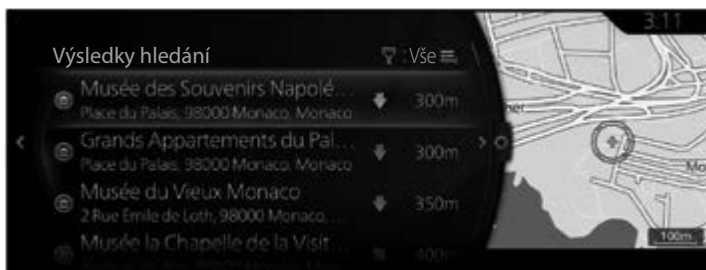 3:11
Výsledky hledání Vše
Musée des Souvenirs Napolé...
Place du Palais, 98000 Monaco, Monaco
300m
Grands Appartements du Pal...
Place du Palais, 98000 Monaco, Monaco
300m
Musée du Vieux Monaco
2 Rue Emile de Loth, 98000 Monaco,...
350m
Musée la Chapelle de la Visit...
400m
Mo
100m